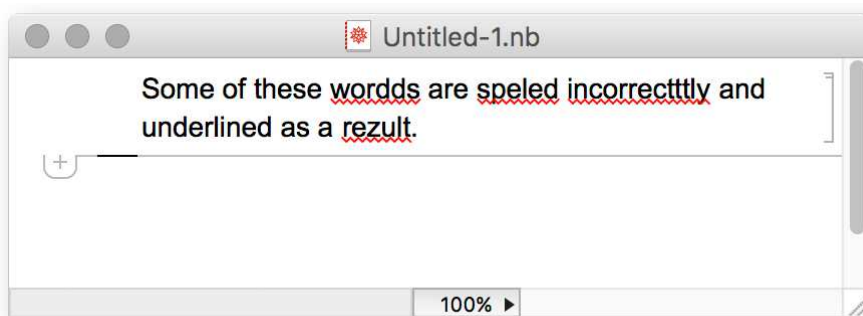 Untitled-1.nb
Some of these wordds are speled incorrectttly and
underlined as a rezult.
100%